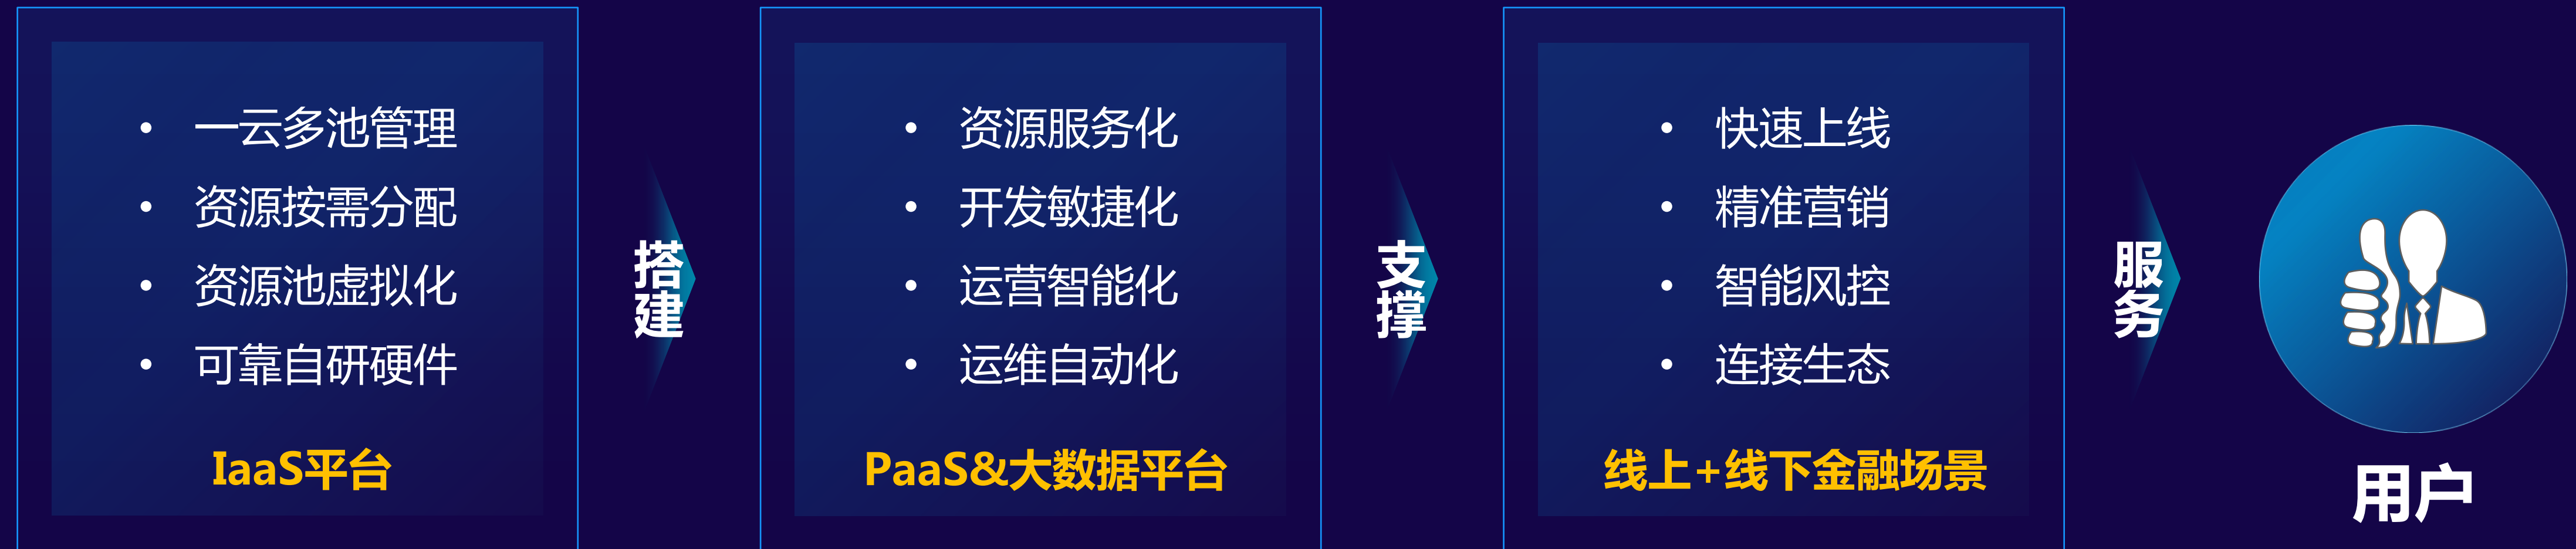 • 一云多池管理
• 资源按需分配
• 资源池虚拟化
• 可靠自研硬件
IaaS平台
搭建
• 资源服务化
• 开发敏捷化
• 运营智能化
• 运维自动化
PaaS&大数据平台
支撑
• 快速上线
• 精准营销
• 智能风控
• 连接生态
线上+线下金融场景
服务
用户